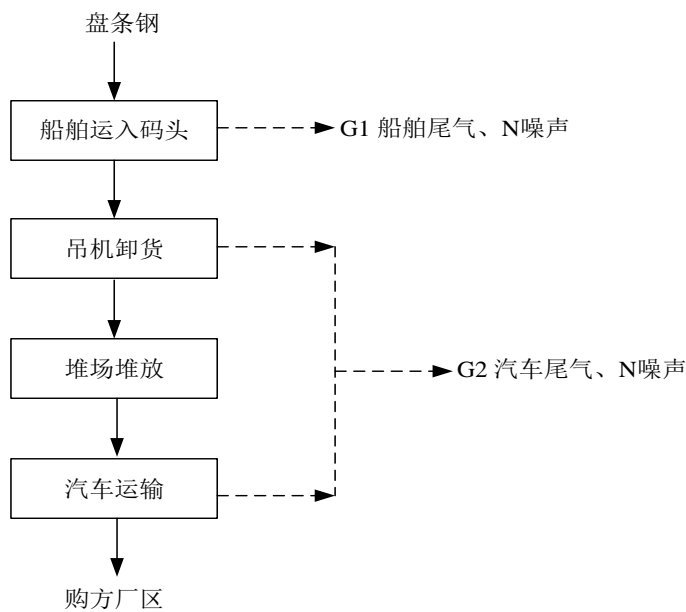 盘条钢
船舶运入码头
G1 船舶尾气、N噪声
吊机卸货
堆场堆放
G2 汽车尾气、N噪声
汽车运输
购方厂区